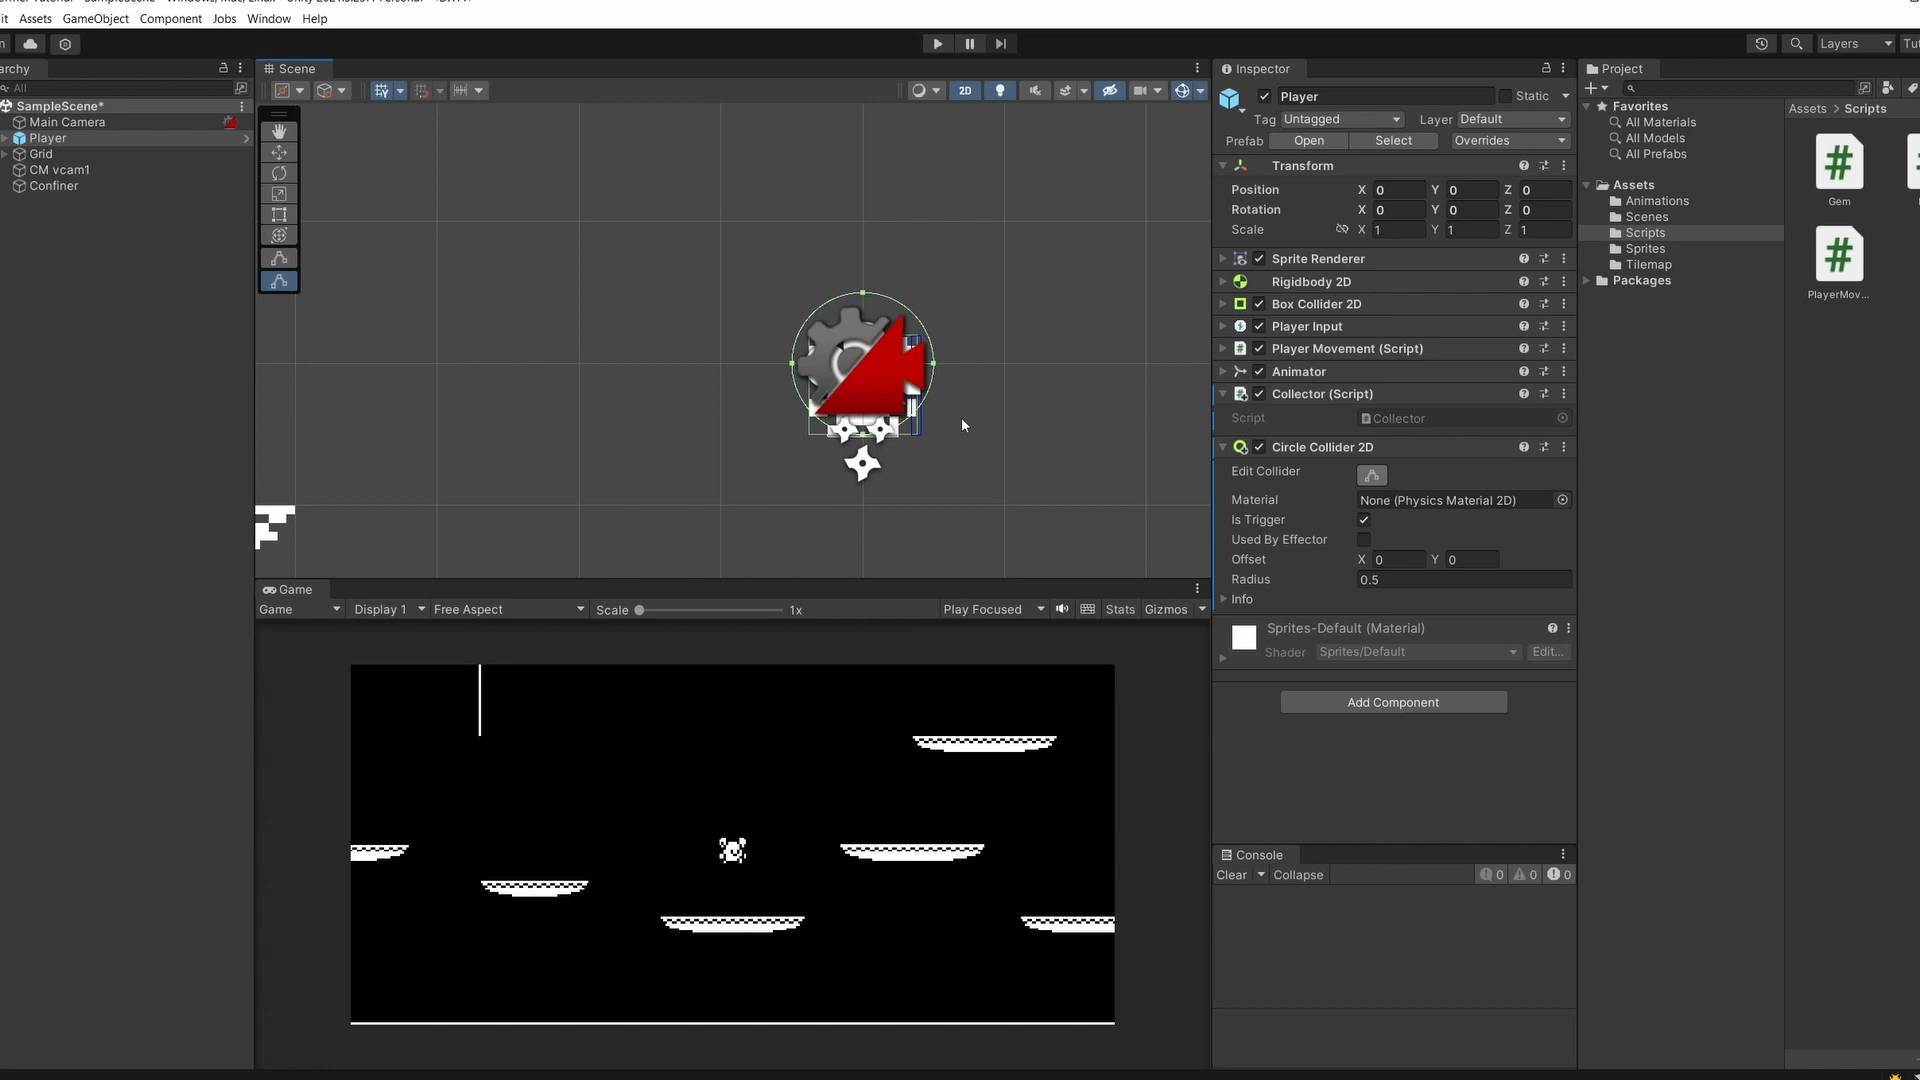 it Assets GameObject Component Jobs Window Help
Layers
archy
All
SampleScene*
Main Camera
Player
Grid
CM vcam1
Confiner
Scene
2D
Inspector
Player
Static
Tag Untagged Layer Default
Prefab Open Select Overrides
Transform
Position X 0 Y 0 Z 0
Rotation X 0 Y 0 Z 0
Scale X 1 Y 1 Z 1
Sprite Renderer
Rigidbody 2D
Box Collider 2D
Player Input
Player Movement (Script)
Animator
Collector (Script)
Script Collector
Circle Collider 2D
Edit Collider
Material None (Physics Material 2D)
Is Trigger
Used By Effector
Offset X 0 Y 0
Radius 0.5
Info
Sprites-Default (Material)
Shader Sprites/Default Edit...
Add Component
Project
Favorites
All Materials
All Models
All Prefabs
Assets
Animations
Scenes
Scripts
Sprites
Tilemap
Packages
Assets > Scripts
Gem
PlayerMov...
Game
Game Display 1 Free Aspect Scale 1x Play Focused Stats Gizmos
Console
Clear Collapse 0 0 0